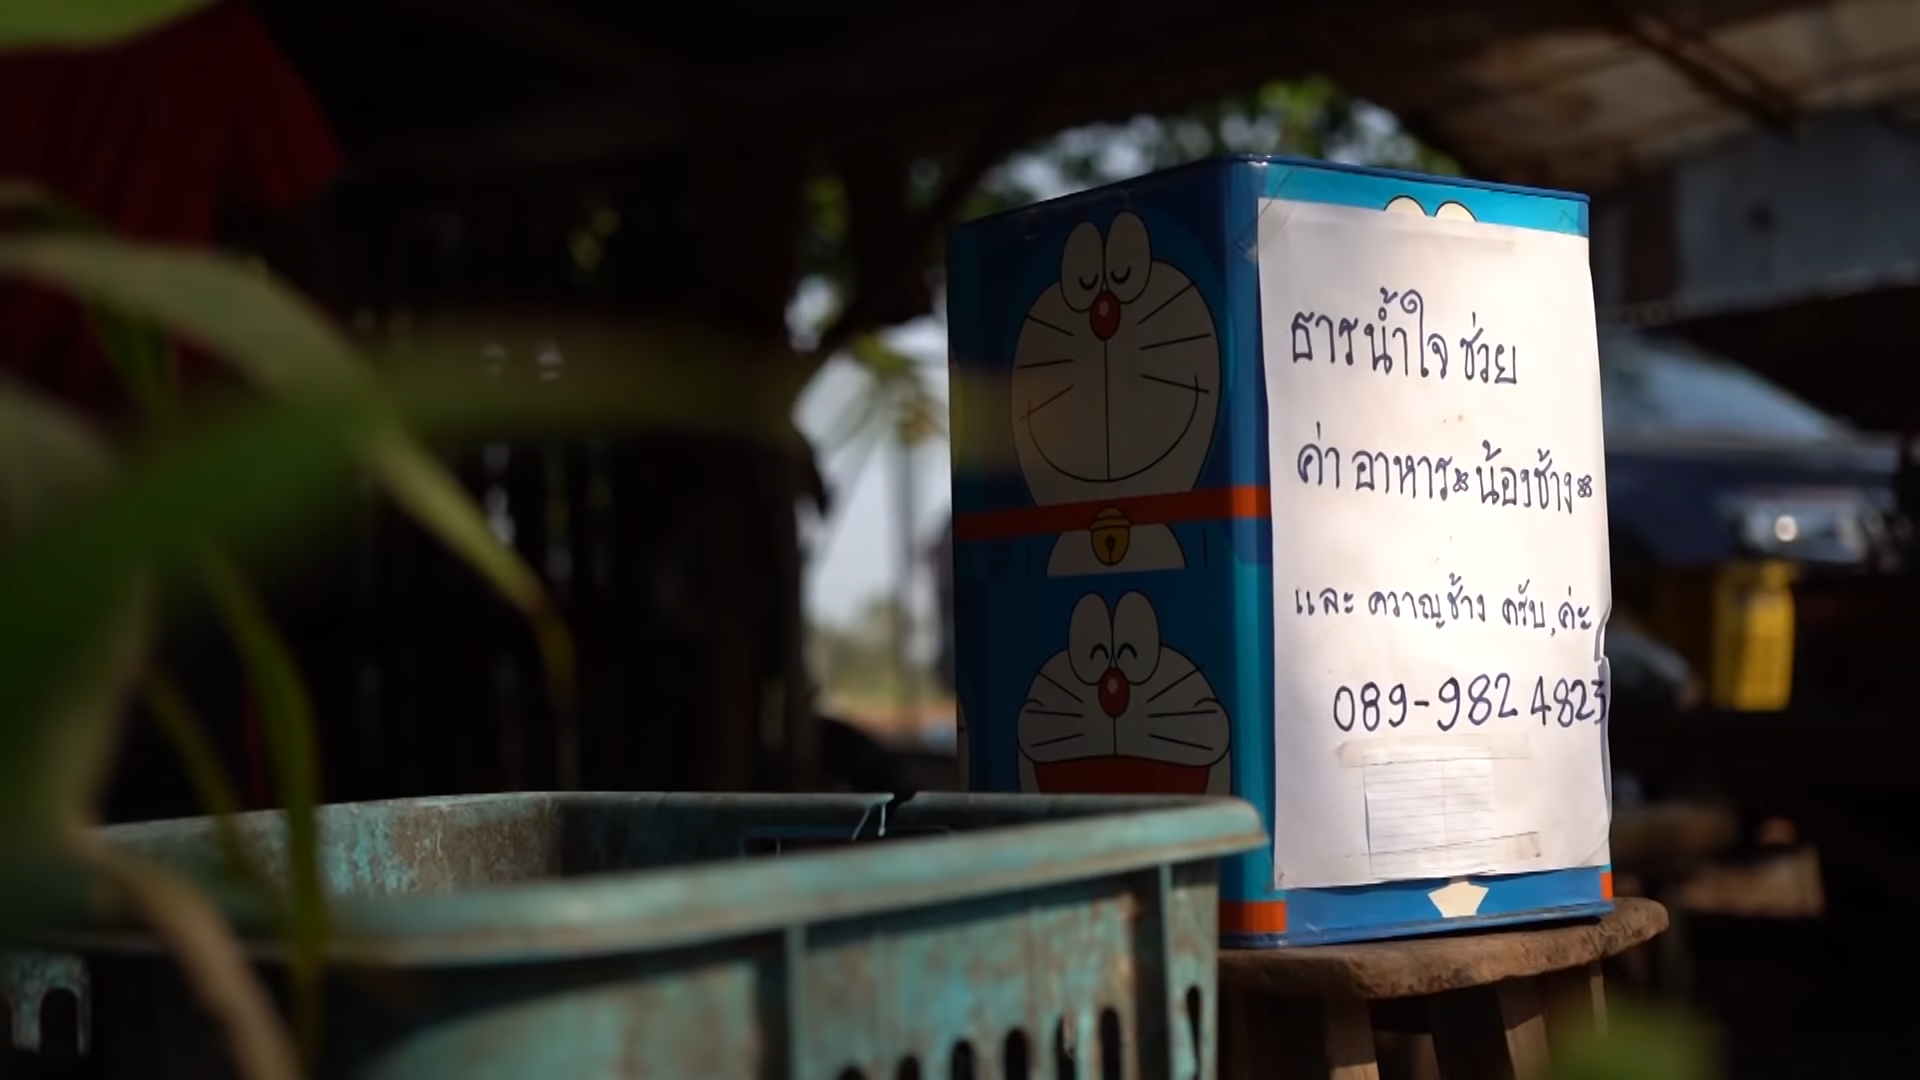 ธารน้ำใจช่วย
ค่า อาหาร น้องช้าง
และ ควาญช้าง ครับ, ค่ะ
089-982 4823